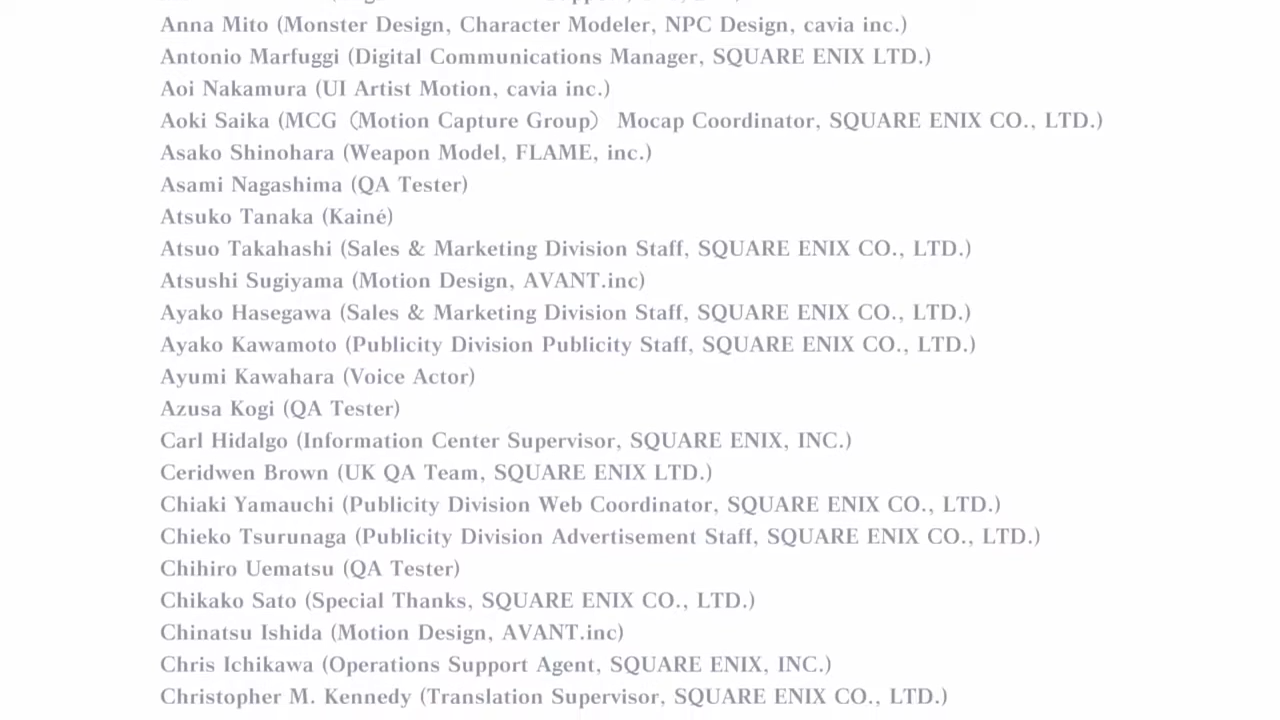 Anna Mito (Monster Design, Character Modeler, NPC Design, cavia inc.)
Antonio Marfuggi (Digital Communications Manager, SQUARE ENIX LTD.)
Aoi Nakamura (UI Artist Motion, cavia inc.)
Aoki Saika (MCG（Motion Capture Group） Mocap Coordinator, SQUARE ENIX CO., LTD.)
Asako Shinohara (Weapon Model, FLAME, inc.)
Asami Nagashima (QA Tester)
Atsuko Tanaka (Kainé)
Atsuo Takahashi (Sales & Marketing Division Staff, SQUARE ENIX CO., LTD.)
Atsushi Sugiyama (Motion Design, AVANT.inc)
Ayako Hasegawa (Sales & Marketing Division Staff, SQUARE ENIX CO., LTD.)
Ayako Kawamoto (Publicity Division Publicity Staff, SQUARE ENIX CO., LTD.)
Ayumi Kawahara (Voice Actor)
Azusa Kogi (QA Tester)
Carl Hidalgo (Information Center Supervisor, SQUARE ENIX, INC.)
Ceridwen Brown (UK QA Team, SQUARE ENIX LTD.)
Chiaki Yamauchi (Publicity Division Web Coordinator, SQUARE ENIX CO., LTD.)
Chieko Tsurunaga (Publicity Division Advertisement Staff, SQUARE ENIX CO., LTD.)
Chihiro Uematsu (QA Tester)
Chikako Sato (Special Thanks, SQUARE ENIX CO., LTD.)
Chinatsu Ishida (Motion Design, AVANT.inc)
Chris Ichikawa (Operations Support Agent, SQUARE ENIX, INC.)
Christopher M. Kennedy (Translation Supervisor, SQUARE ENIX CO., LTD.)